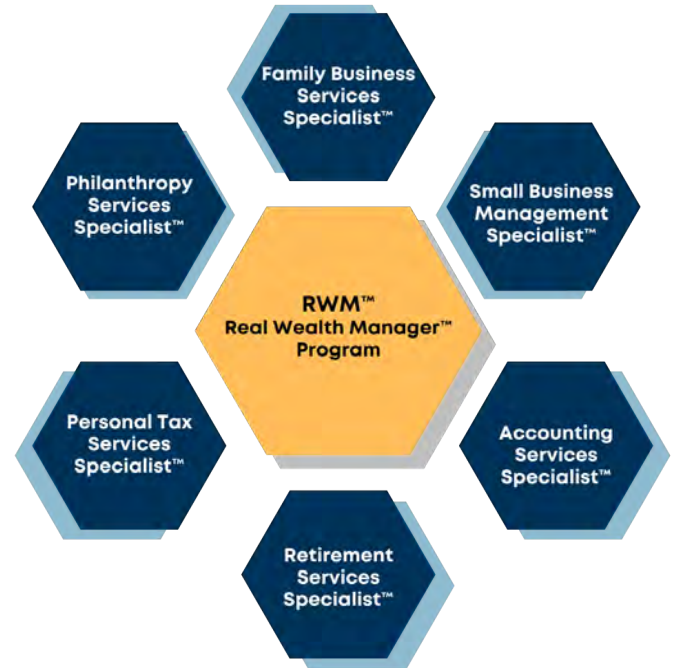 Family Business
Services
Specialist™
Philanthropy
Services
Specialist™
Small Business
Management
Specialist™
RWM™
Real Wealth Manager™
Program
Personal Tax
Services
Specialist™
Accounting
Services
Specialist™
Retirement
Services
Specialist™